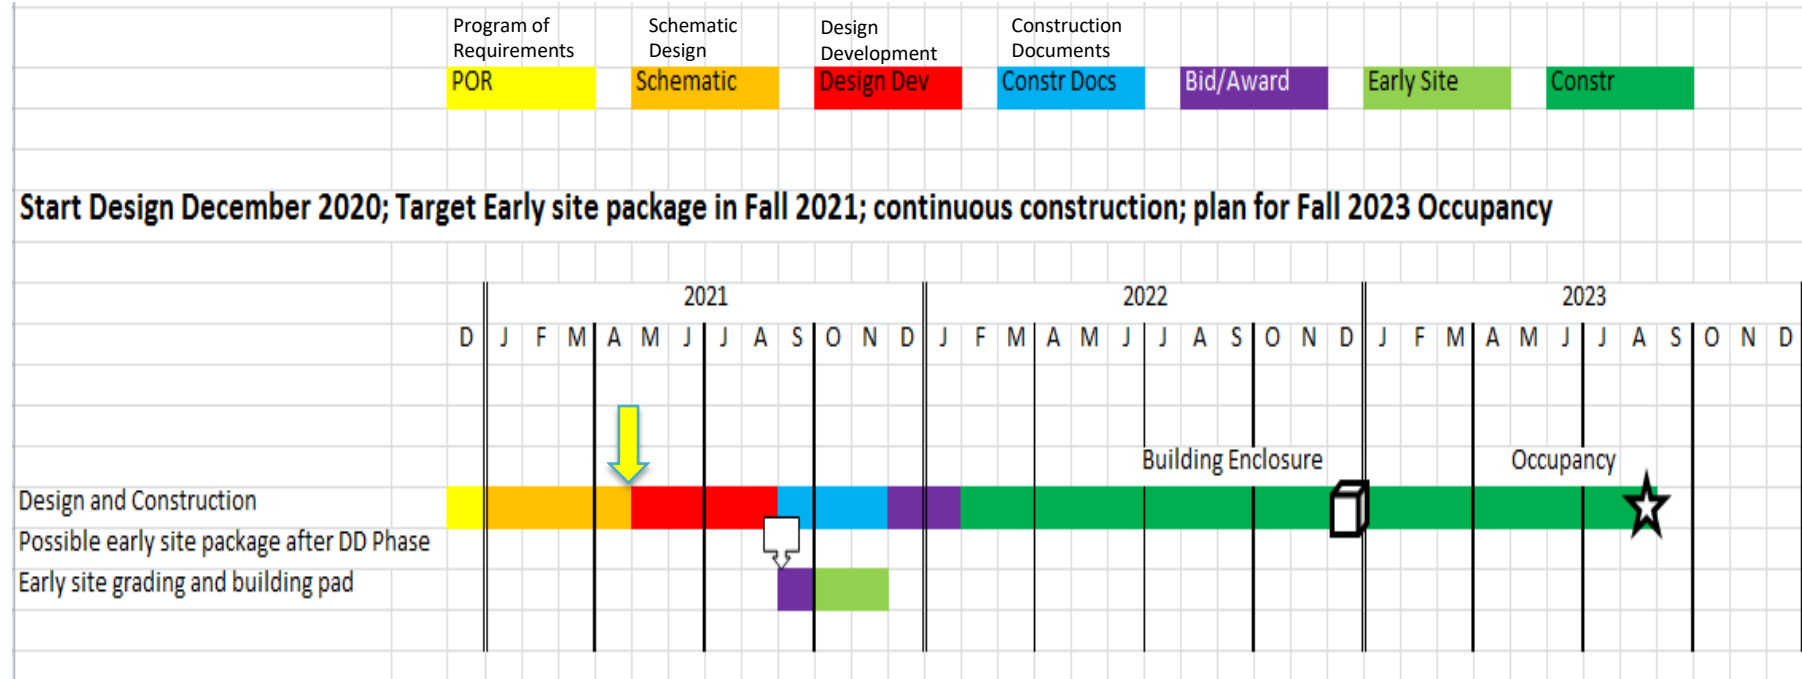 Program of
Requirements
Schematic
Design
Design
Development
Construction
Documents
POR
Schematic
Design Dev
Constr Docs
Bid/Award
Early Site
Constr
Start Design December 2020; Target Early site package in Fall 2021; continuous construction; plan for Fall 2023 Occupancy
2021 2022 2023
D J F M A M J J A S O N D J F M A M J J A S O N D J F M A M J J A S O N D
Building Enclosure
Occupancy
Design and Construction
Possible early site package after DD Phase
Early site grading and building pad